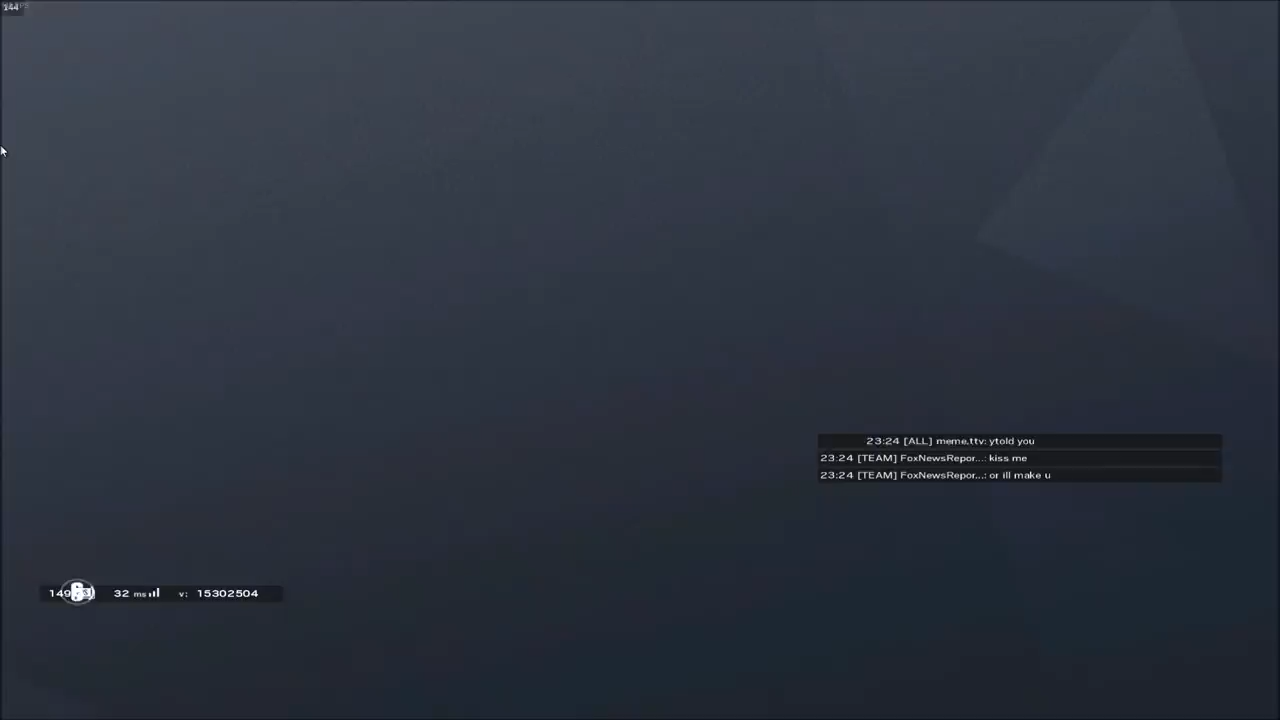 144
23:24 [ALL] meme.ttv: ytold you
23:24 [TEAM] FoxNewsRepor...: kiss me
23:24 [TEAM] FoxNewsRepor...: or ill make u
32 ms v: 15302504